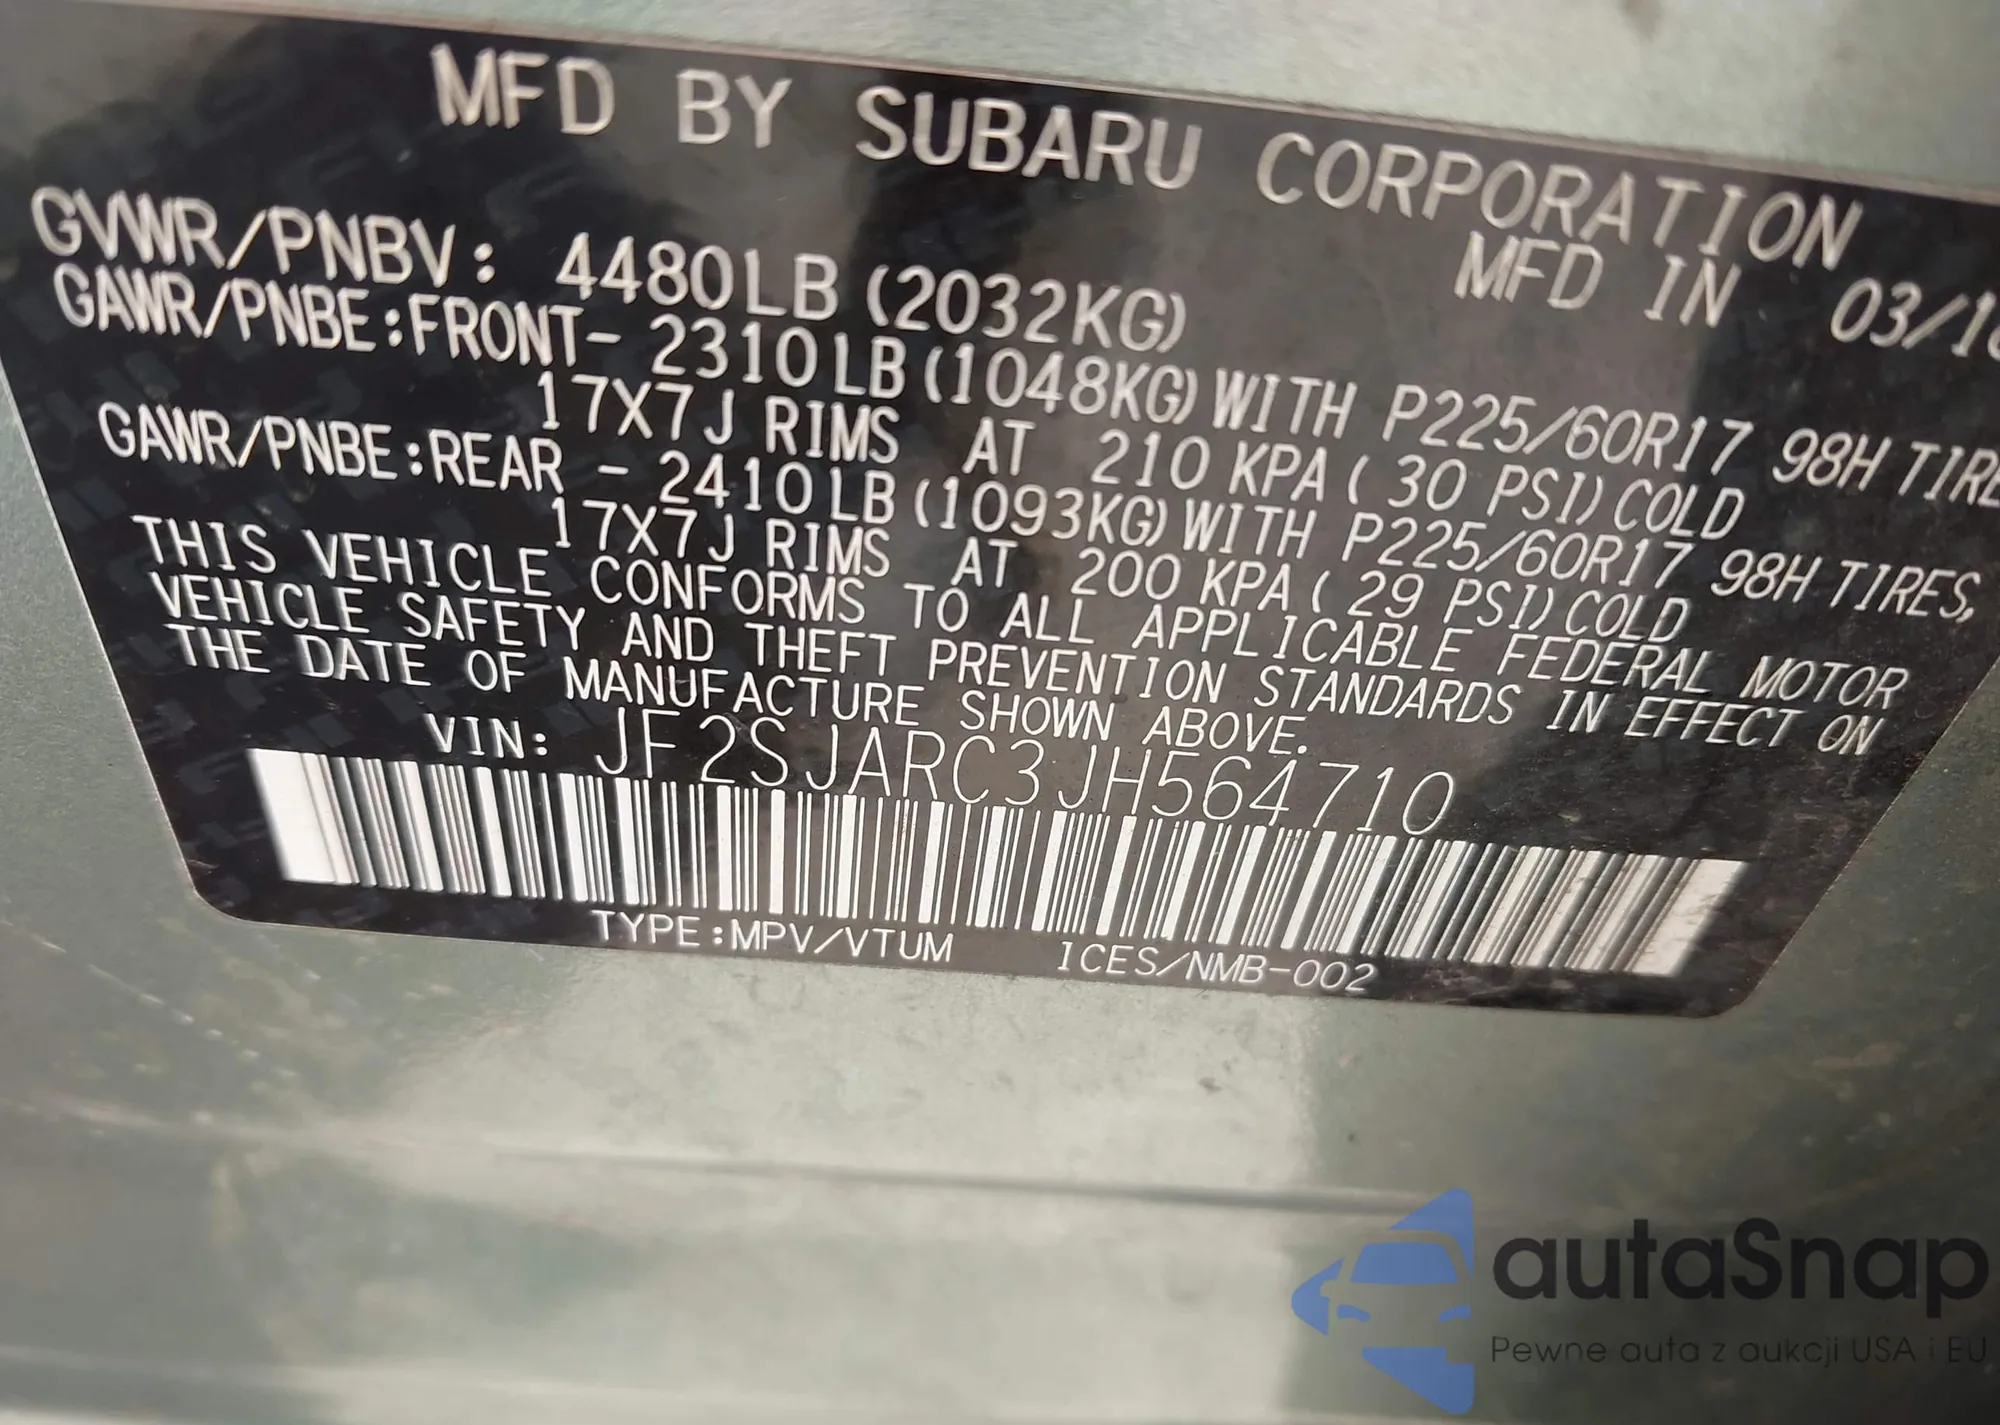 MFD BY SUBARU CORPORATION
GVWR/PNBV: 4480LB (2032KG) MFD IN 03/18
GAWR/PNBE:FRONT- 2310LB(1048KG)WITH P225/60R17 98H TIRE
17X7J RIMS AT 210 KPA( 30 PSI)COLD
GAWR/PNBE:REAR - 2410LB(1093KG)WITH P225/60R17 98H TIRES,
17X7J RIMS AT 200 KPA( 29 PSI)COLD
THIS VEHICLE CONFORMS TO ALL APPLICABLE FEDERAL MOTOR
VEHICLE SAFETY AND THEFT PREVENTION STANDARDS IN EFFECT ON
THE DATE OF MANUFACTURE SHOWN ABOVE.
VIN: JF2SJARC3JH564710
TYPE:MPV/VTUM ICES/NMB-002
autaSnap
Pewne auta z aukcji USA i EU